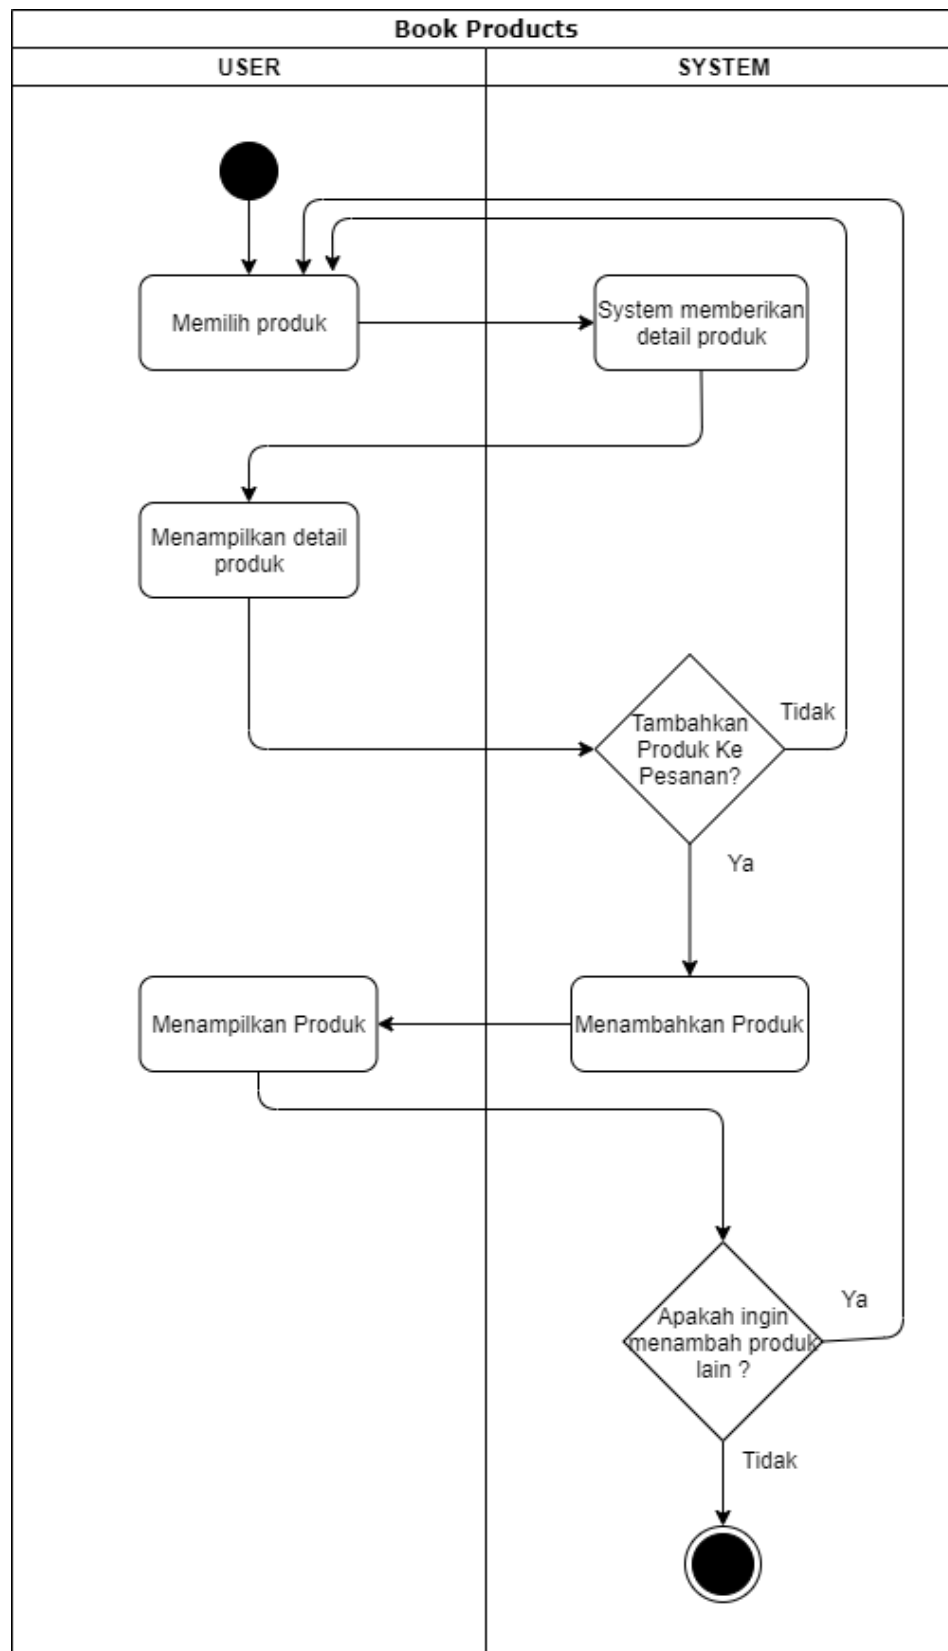 Book Products
USER
SYSTEM
Memilih produk
System memberikan
detail produk
Menampilkan detail
produk
Tambahkan
Produk Ke
Pesanan?
Tidak
Ya
Menampilkan Produk
Menambahkan Produk
Apakah ingin
menambah produk
lain ?
Ya
Tidak